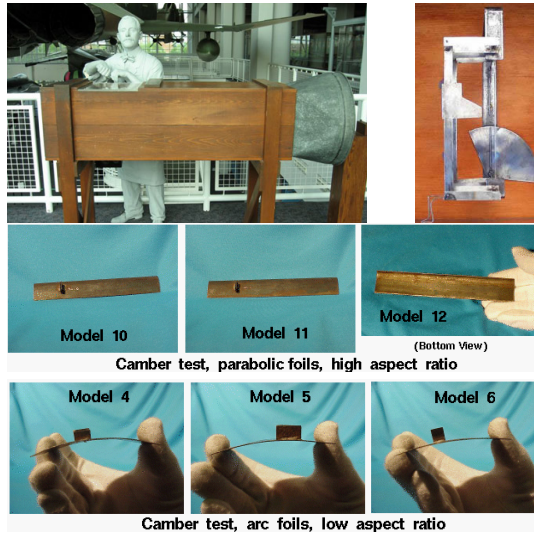 Model 10
Model 11
Model 12
(Bottom View)
Camber test, parabolic foils, high aspect ratio
Model 4
Model 5
Model 6
Camber test, arc foils, low aspect ratio